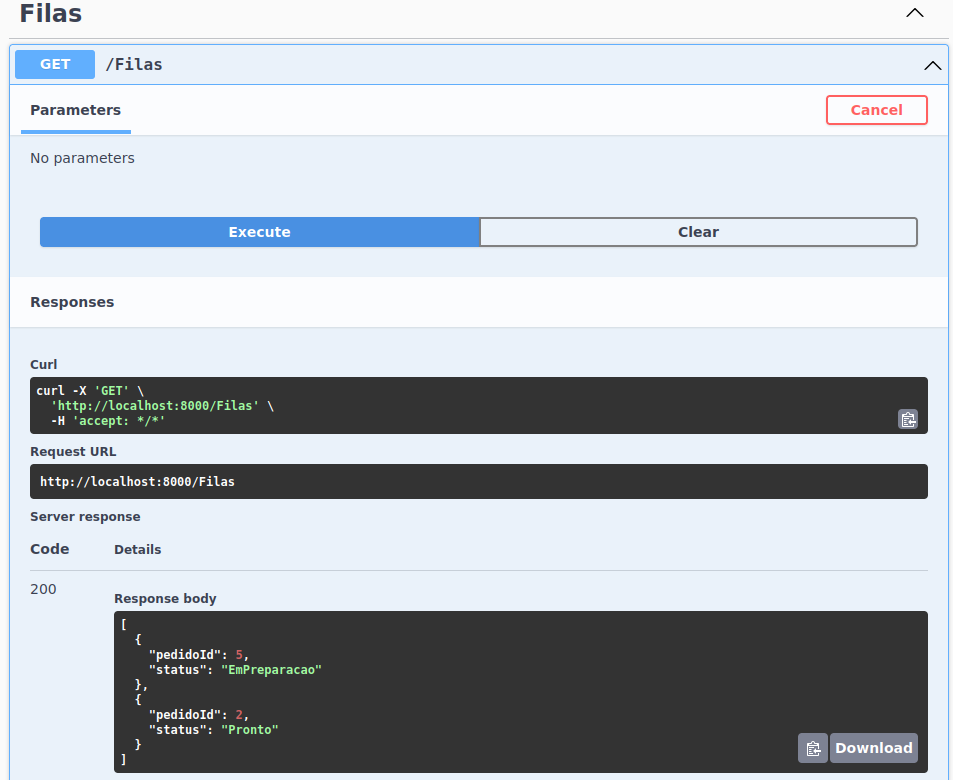 Filas
GET /Filas
Parameters
Cancel
No parameters
Execute
Clear
Responses
Curl
curl -X 'GET' \
  'http://localhost:8000/Filas' \
  -H 'accept: */*'
Request URL
http://localhost:8000/Filas
Server response
Code Details
200
Response body
[
  {
    "pedidoId": 5,
    "status": "EmPreparacao"
  },
  {
    "pedidoId": 2,
    "status": "Pronto"
  }
]
Download